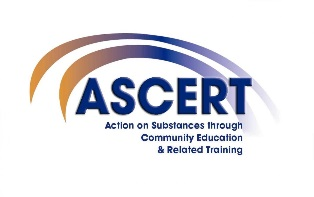 ASCERT
Action on Substances through
Community Education
& Related Training